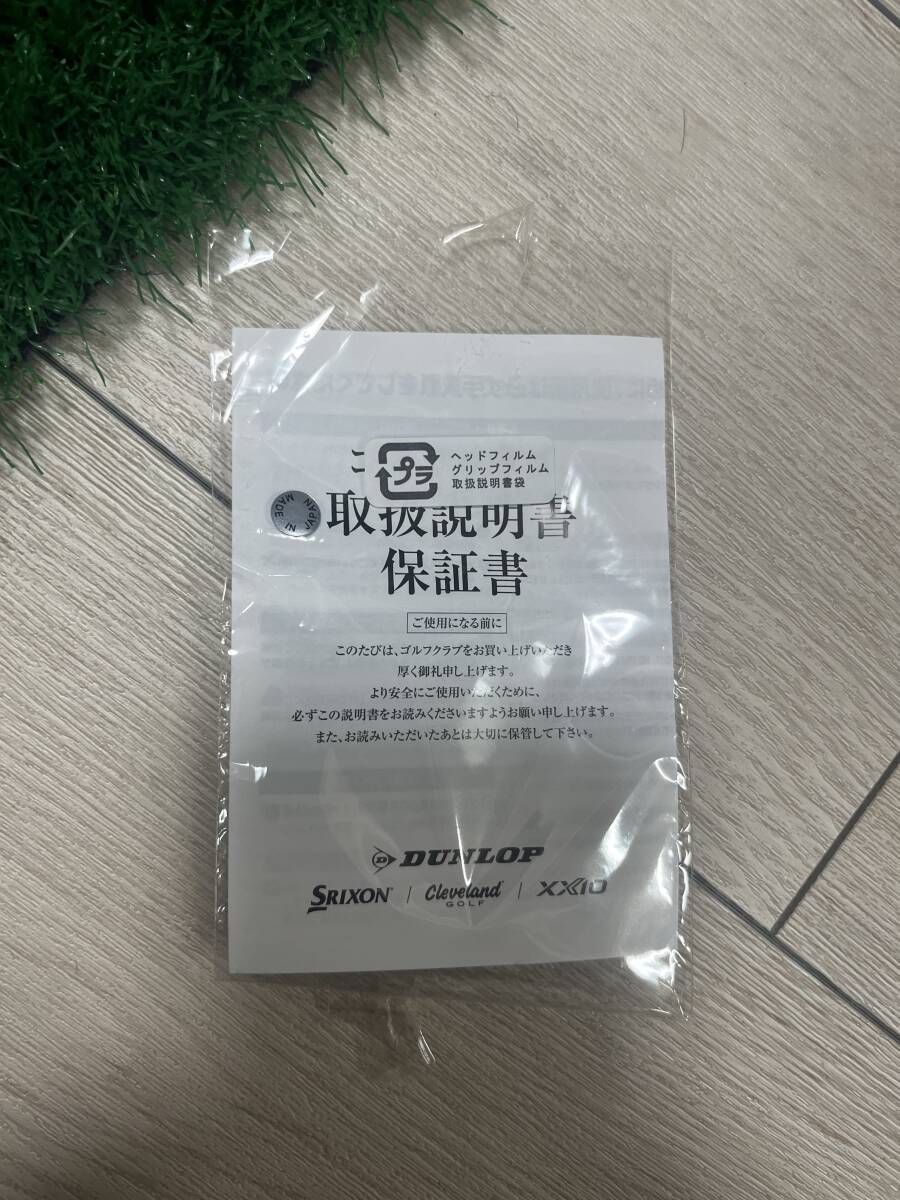 プラ
ヘッドフィルム
グリップフィルム
取扱説明書袋
MADE IN JAPAN
取扱説明書
保証書
ご使用になる前に
このたびは、ゴルフクラブをお買い上げいただき
厚く御礼申し上げます。
より安全にご使用いただくために、
必ずこの説明書をお読みくださいますようお願い申し上げます。
また、お読みいただいたあとは大切に保管して下さい。
DUNLOP
SRIXON | Cleveland GOLF | XXIO